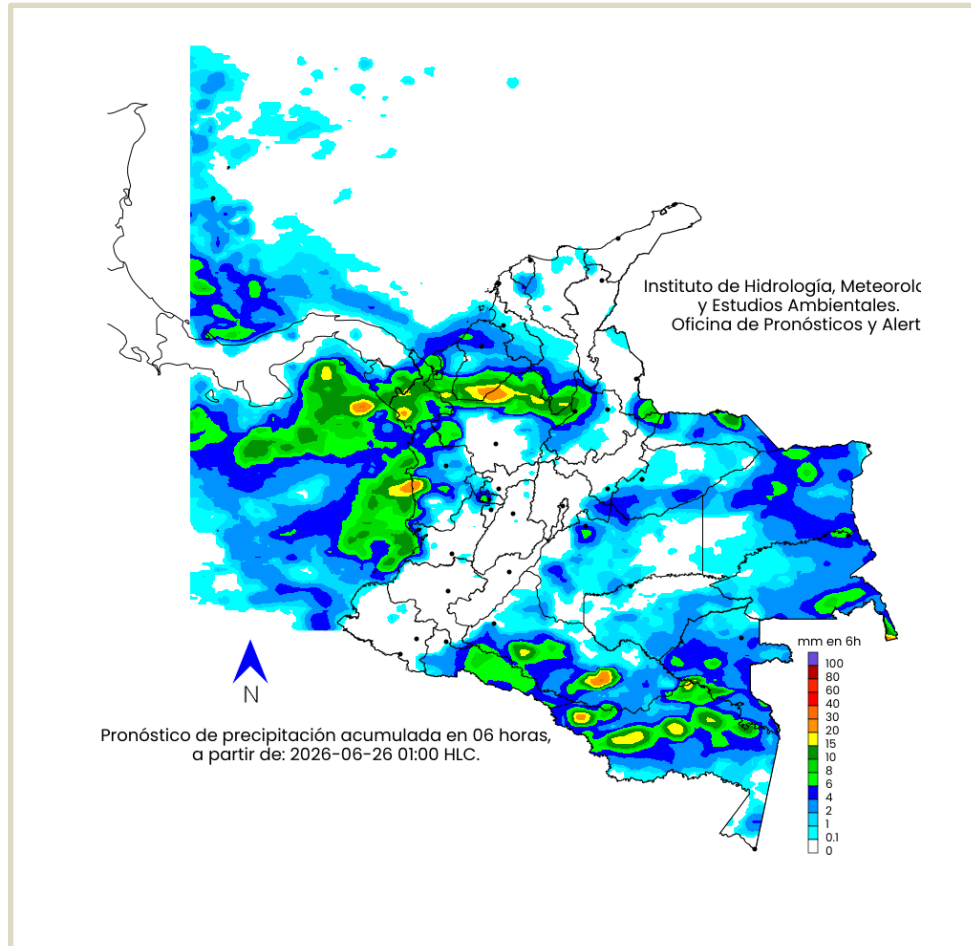 Instituto de Hidrología, Meteorolo
y Estudios Ambientales.
Oficina de Pronósticos y Alert
mm en 6h
100
80
60
40
30
20
15
10
8
6
4
2
1
0.1
0
N
Pronóstico de precipitación acumulada en 06 horas,
a partir de: 2026-06-26 01:00 HLC.